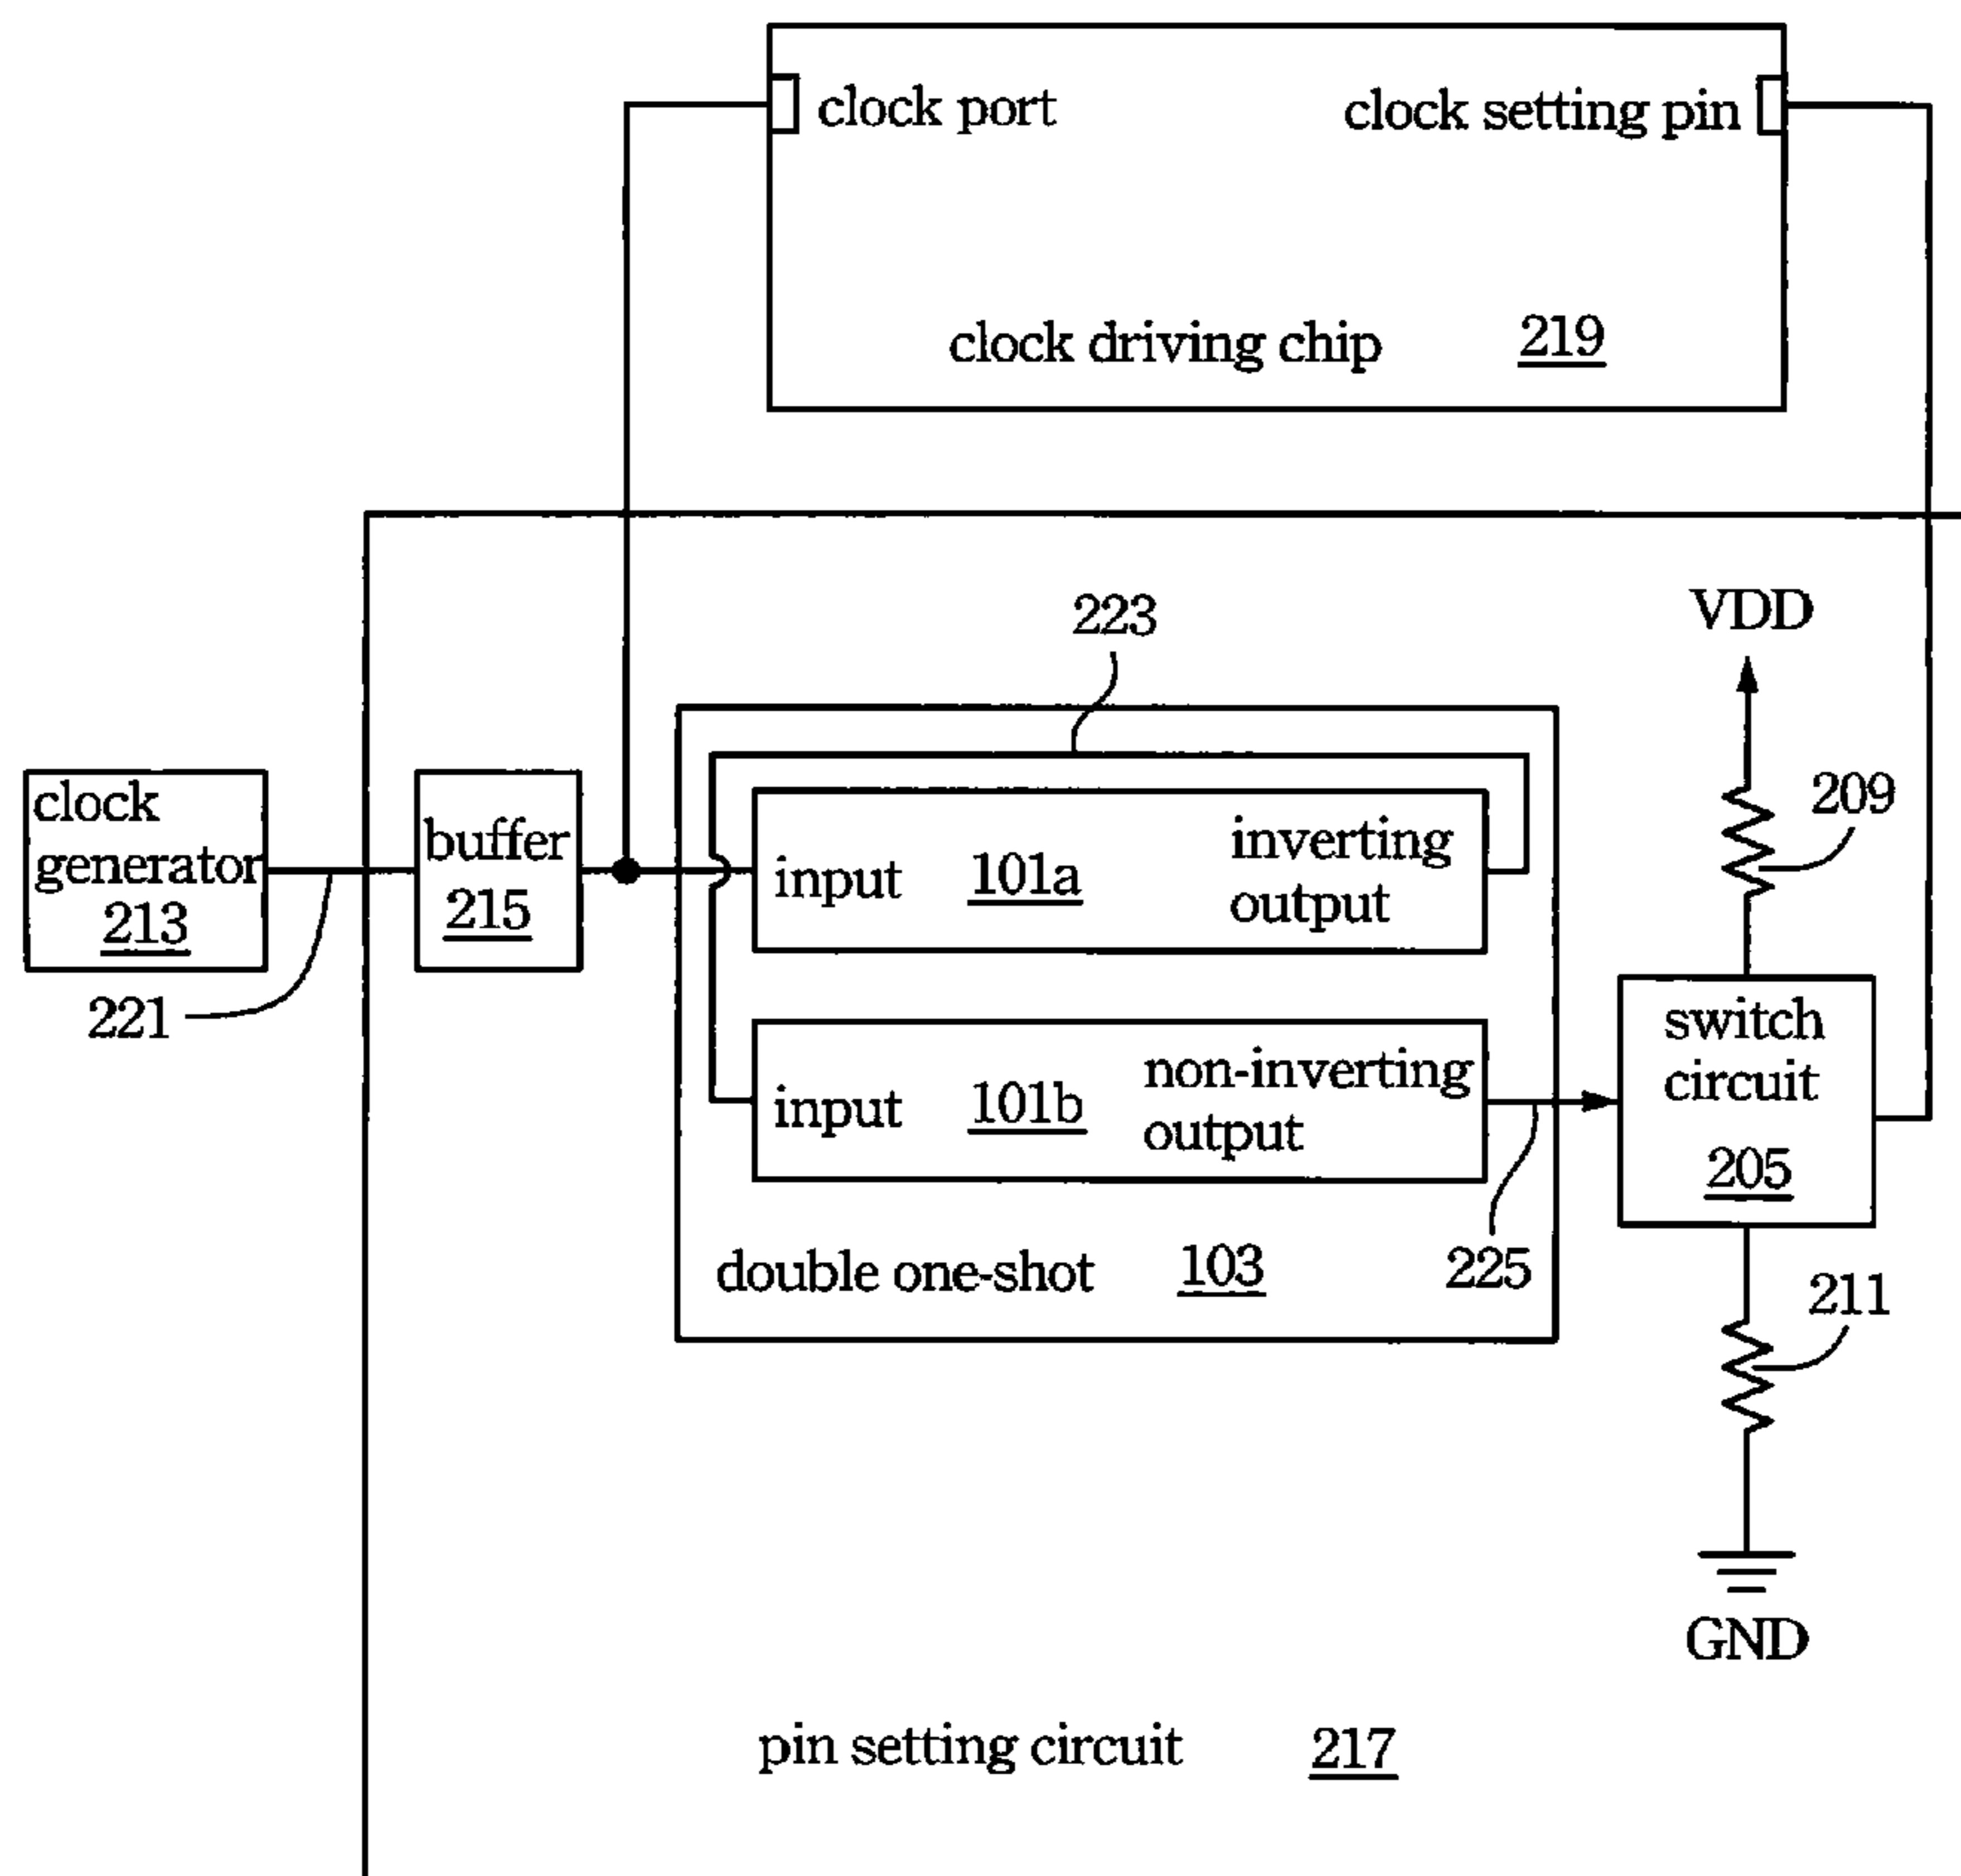 clock port
clock setting pin
clock driving chip 219
223
VDD
clock
generator
213
221
buffer
215
input 101a
inverting
output
209
input 101b
non-inverting
output
switch
circuit
205
225
double one-shot 103
211
GND
pin setting circuit 217